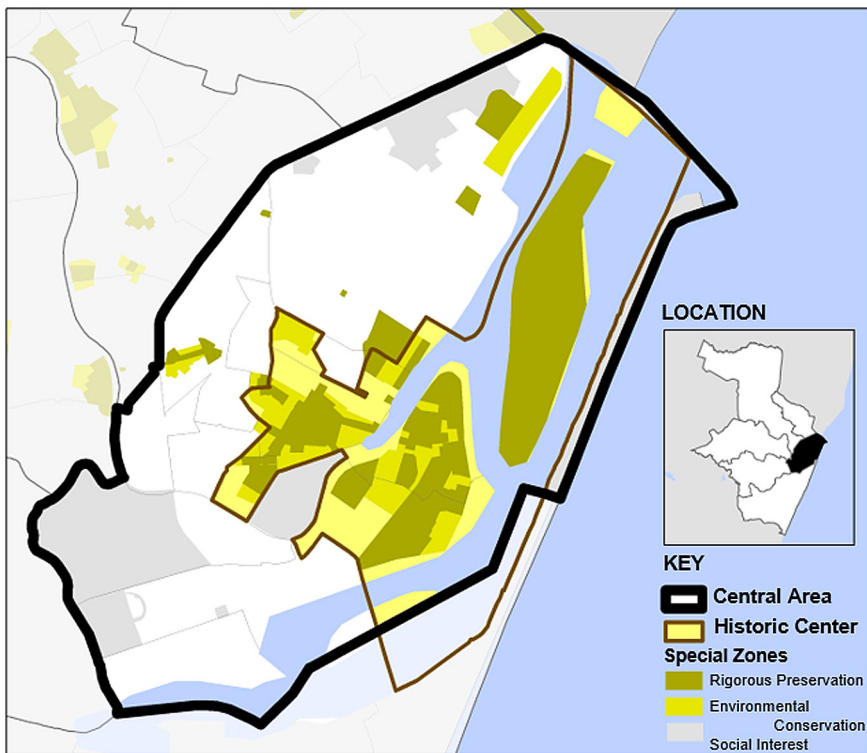 LOCATION
KEY
Central Area
Historic Center
Special Zones
Rigorous Preservation
Environmental
Conservation
Social Interest